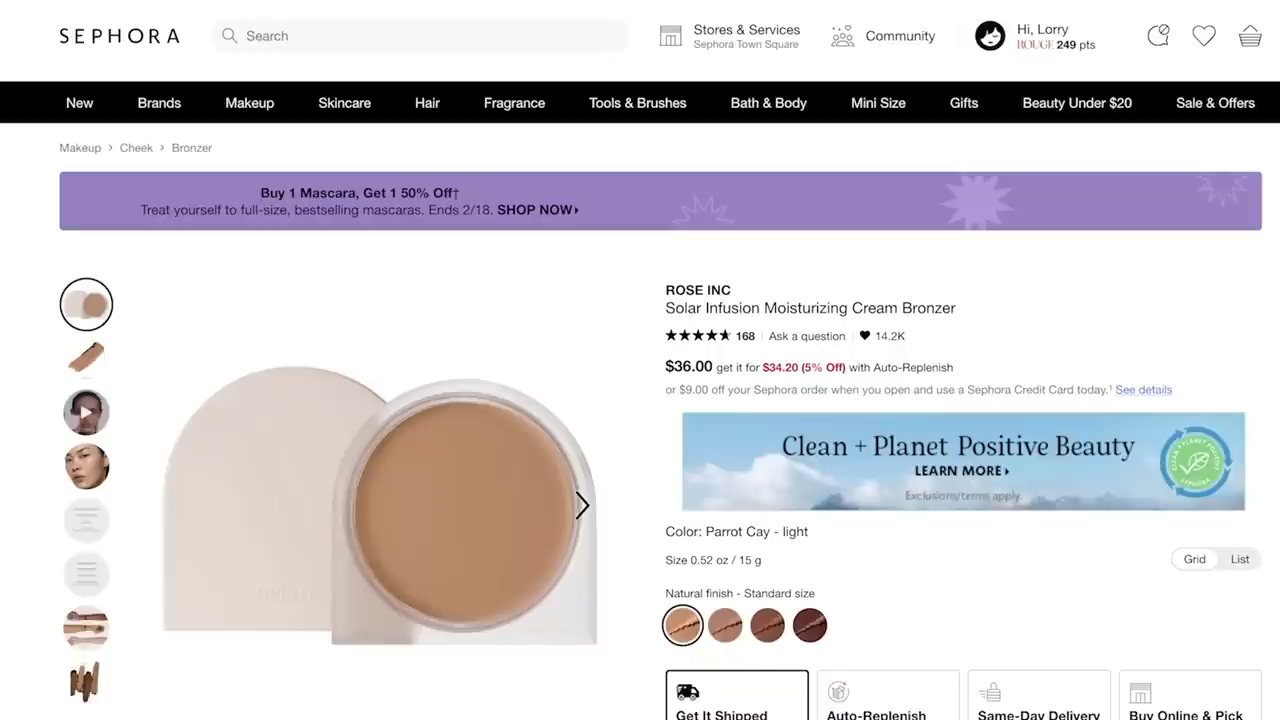 SEPHORA
Search
Stores & Services
Sephora Town Square
Community
Hi, Lorry
ROUGE 249 pts
New Brands Makeup Skincare Hair Fragrance Tools & Brushes Bath & Body Mini Size Gifts Beauty Under $20 Sale & Offers
Makeup > Cheek > Bronzer
Buy 1 Mascara, Get 1 50% Off†
Treat yourself to full-size, bestselling mascaras. Ends 2/18. SHOP NOW▸
ROSE INC
Solar Infusion Moisturizing Cream Bronzer
★★★★★ 168 | Ask a question | ♥ 14.2K
$36.00 get it for $34.20 (5% Off) with Auto-Replenish
or $9.00 off your Sephora order when you open and use a Sephora Credit Card today.¹ See details
Clean + Planet Positive Beauty
LEARN MORE▸
Exclusions/terms apply.
CLEAN + PLANET POSITIVE
SEPHORA
Color: Parrot Cay - light
Size 0.52 oz / 15 g
Grid List
Natural finish - Standard size
Get It Shipped
Auto-Replenish
Same-Day Delivery
Buy Online & Pick